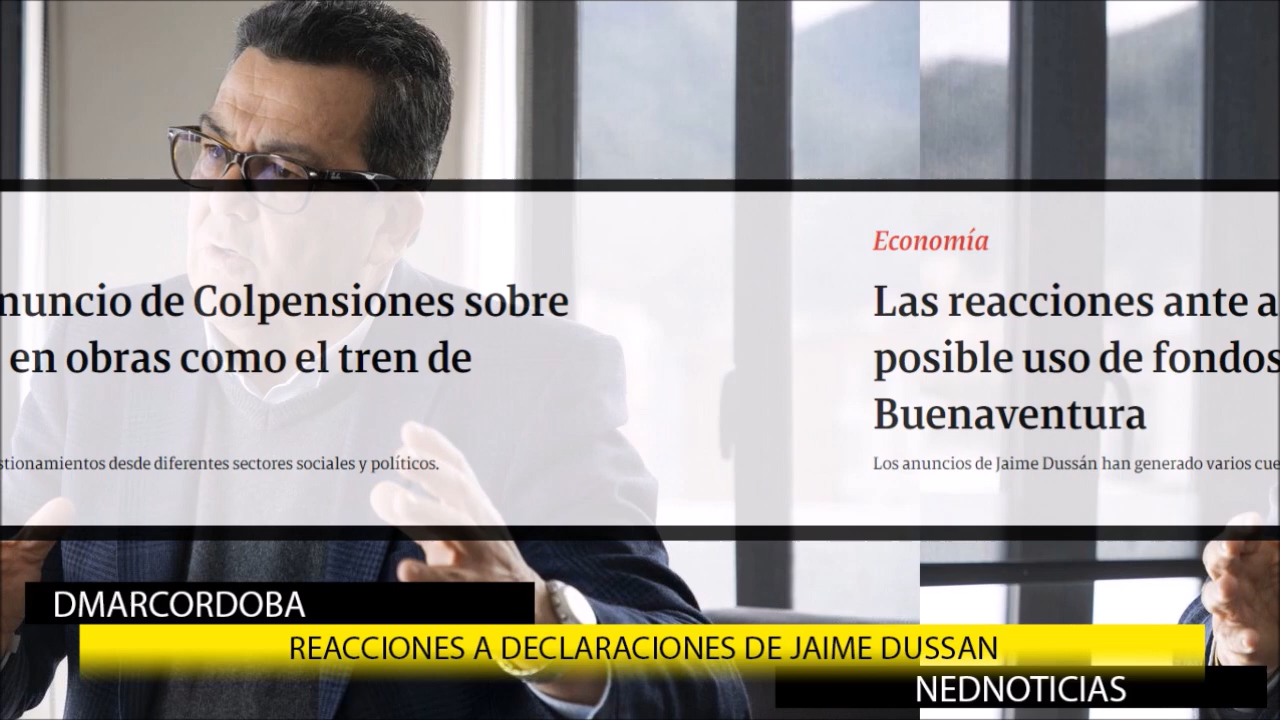 nuncio de Colpensiones sobre
en obras como el tren de
stionamientos desde diferentes sectores sociales y políticos.
Economía
Las reacciones ante a
posible uso de fondos
Buenaventura
Los anuncios de Jaime Dussán han generado varios cue
DMARCORDOBA
REACCIONES A DECLARACIONES DE JAIME DUSSAN
NEDNOTICIAS